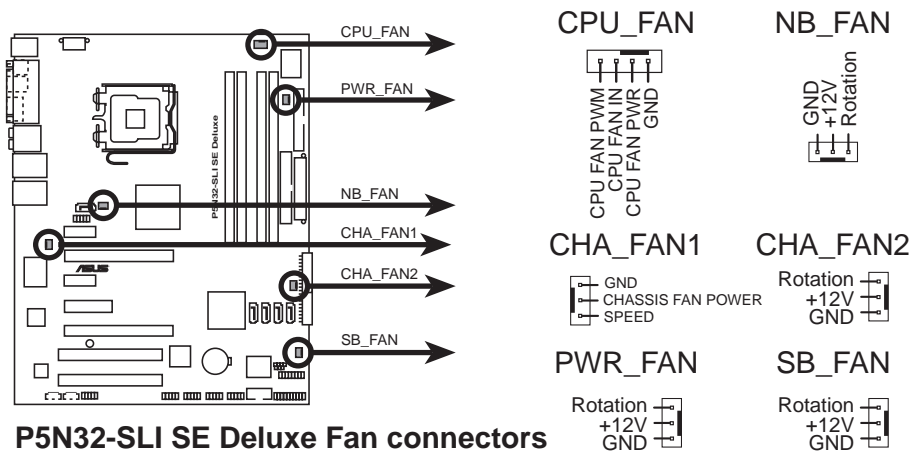 CPU_FAN
PWR_FAN
NB_FAN
CHA_FAN1
CHA_FAN2
SB_FAN
P5N32-SLI SE Deluxe
ASUS
CPU_FAN
CPU FAN PWM
CPU FAN IN
CPU FAN PWR
GND
NB_FAN
GND
+12V
Rotation
CHA_FAN1
GND
CHASSIS FAN POWER
SPEED
CHA_FAN2
Rotation
+12V
GND
PWR_FAN
Rotation
+12V
GND
SB_FAN
Rotation
+12V
GND
P5N32-SLI SE Deluxe Fan connectors